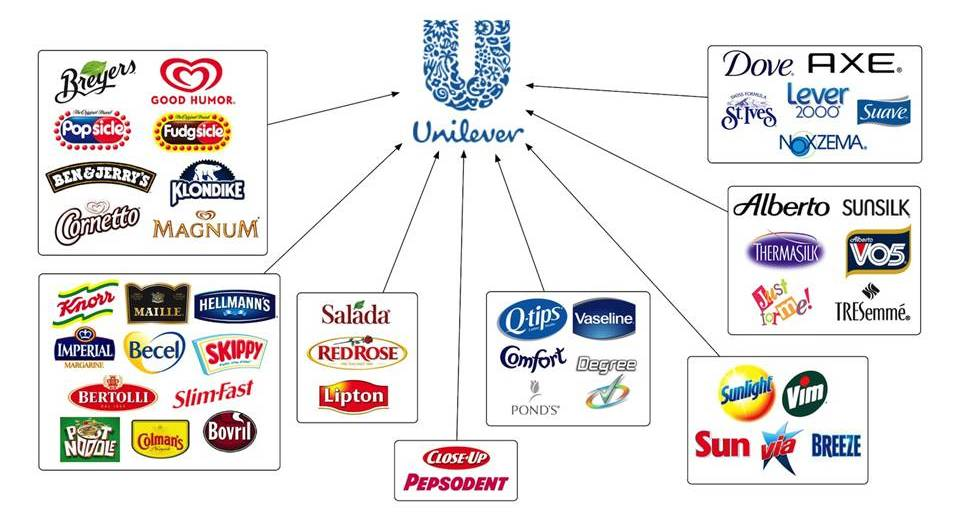 Unilever
Breyers
GOOD HUMOR.
The Original Brand
Popsicle
The Original Brand
Fudgsicle
BEN & JERRY'S
KLONDIKE
Cornetto
MAGNUM
Dove AXE
SWISS FORMULA
St. Ives
Lever
2000
Suave
NOXZEMA
Alberto SUNSILK
THERMASILK
Alberto
VO5
Just
for me!
TRESemmé
Knorr
MAILLE
HELLMANN'S
IMPERIAL
MARGARINE
Becel
SKIPPY
BERTOLLI
Slim-Fast
POT
NOODLE
Colman's
Bovril
Salada
RED ROSE
Lipton
Q-tips
Vaseline
Comfort
Degree
POND'S
Sunlight
Vim
Sun
via
BREEZE
CLOSE-UP
PEPSODENT